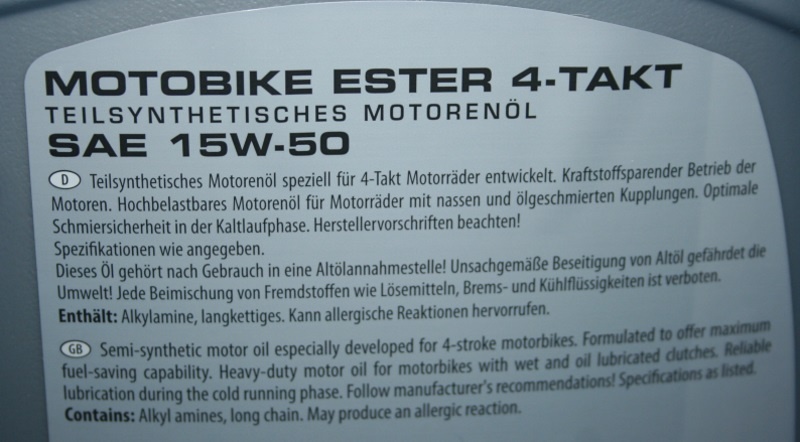 MOTOBIKE ESTER 4-TAKT
TEILSYNTHETISCHES MOTORENÖL
SAE 15W-50
D Teilsynthetisches Motorenöl speziell für 4-Takt Motorräder entwickelt. Kraftstoffsparender Betrieb der
Motoren. Hochbelastbares Motorenöl für Motorräder mit nassen und ölgeschmierten Kupplungen. Optimale
Schmiersicherheit in der Kaltlaufphase. Herstellervorschriften beachten!
Spezifikationen wie angegeben.
Dieses Öl gehört nach Gebrauch in eine Altölannahmestelle! Unsachgemäße Beseitigung von Altöl gefährdet die
Umwelt! Jede Beimischung von Fremdstoffen wie Lösemitteln, Brems- und Kühlflüssigkeiten ist verboten.
Enthält: Alkylamine, langkettiges. Kann allergische Reaktionen hervorrufen.
GB Semi-synthetic motor oil especially developed for 4-stroke motorbikes. Formulated to offer maximum
fuel-saving capability. Heavy-duty motor oil for motorbikes with wet and oil lubricated clutches. Reliable
lubrication during the cold running phase. Follow manufacturer's recommendations! Specifications as listed.
Contains: Alkyl amines, long chain. May produce an allergic reaction.